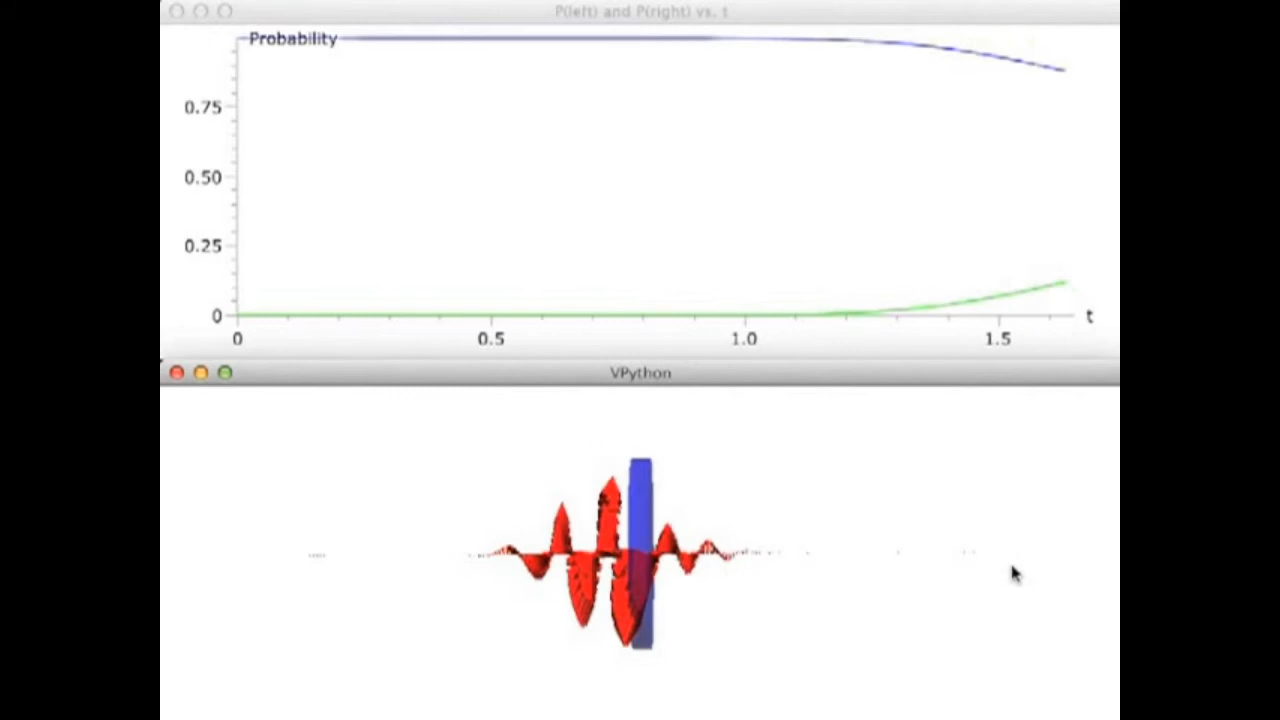 P(left) and P(right) vs. t
Probability
0.75
0.50
0.25
0
t
0 0.5 1.0 1.5
VPython